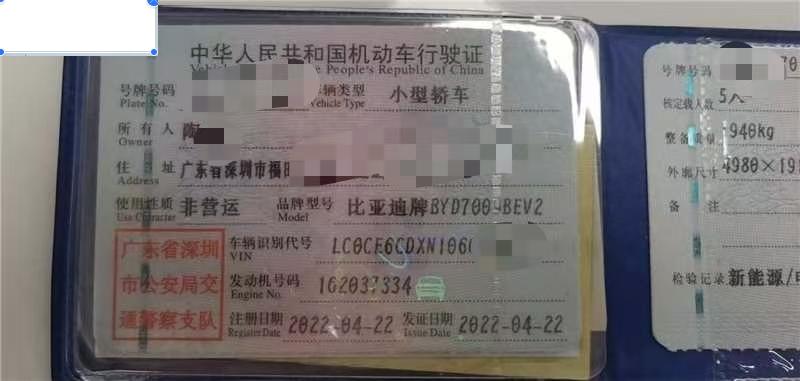 中华人民共和国机动车行驶证
People's Republic of China
号牌号码
Plate No.
车辆类型 小型轿车
Vehicle Type
所有人 陶
Owner
住址 广东省深圳市福田
Address
使用性质 非营运 品牌型号 比亚迪牌BYD7009BEV2
Use Character Model
广东省深圳
市公安局交
通警察支队
车辆识别代号 LC0CE6CDXN106
VIN
发动机号码 102037334
Engine No.
注册日期 2022-04-22 发证日期 2022-04-22
Register Date Issue Date
号牌号码
核定载人数 5人
整备质量 1940kg
外廓尺寸 4980×19
备注
检验记录 新能源/